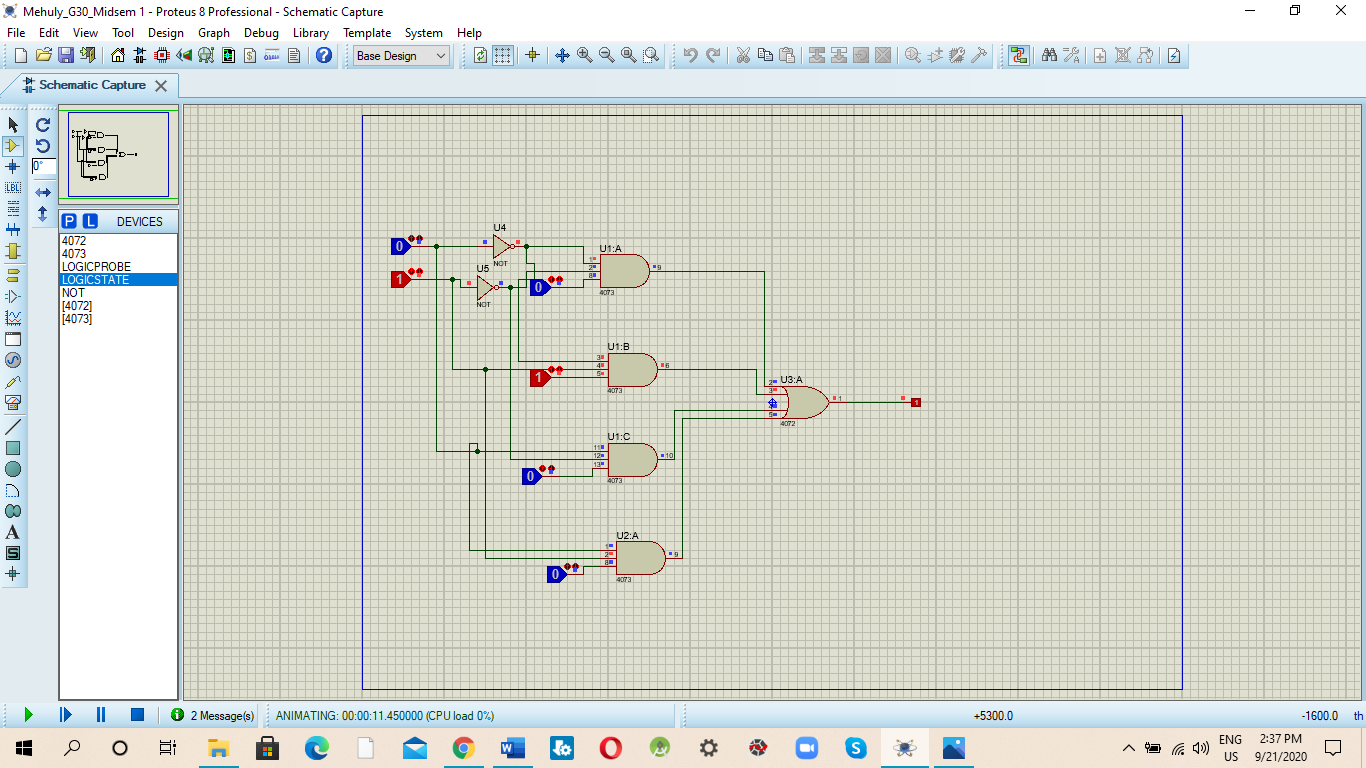 Mehuly_G30_Midsem 1 - Proteus 8 Professional - Schematic Capture
File Edit View Tool Design Graph Debug Library Template System Help
Base Design
Schematic Capture
0°
LBL
P L DEVICES
4072
4073
LOGICPROBE
LOGICSTATE
NOT
[4072]
[4073]
A
S
U4
0
NOT
U1:A
1
2
8
9
4073
1
U5
NOT
0
U1:B
3
4
5
6
4073
1
U3:A
2
3
5
1
4072
1
U1:C
11
12
13
10
4073
0
U2:A
1
2
8
9
4073
0
2 Message(s)
ANIMATING: 00:00:11.450000 (CPU load 0%)
+5300.0
-1600.0
th
ENG
US
2:37 PM
9/21/2020